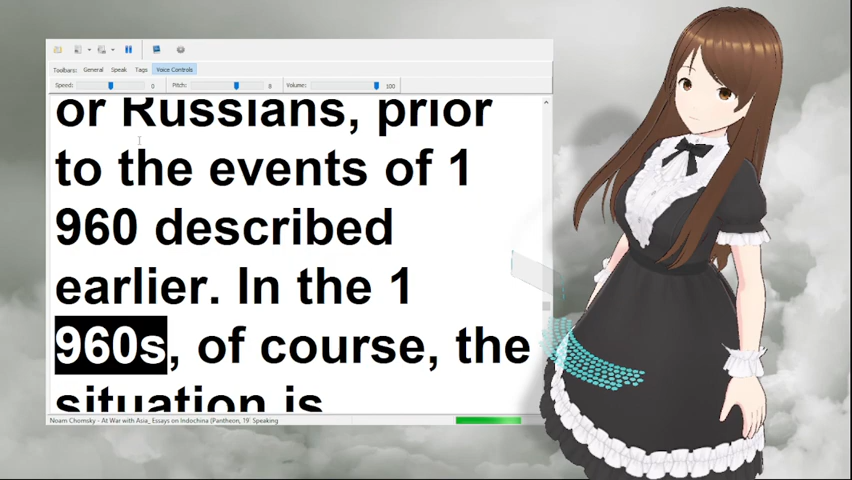 Toolbars: General Speak Tags Voice Controls
Speed: 0 Pitch: 8 Volume: 100
or Russians, prior
to the events of 1
960 described
earlier. In the 1
960s, of course, the
situation is
Noam Chomsky - At War with Asia_ Essays on Indochina (Pantheon, 19 Speaking